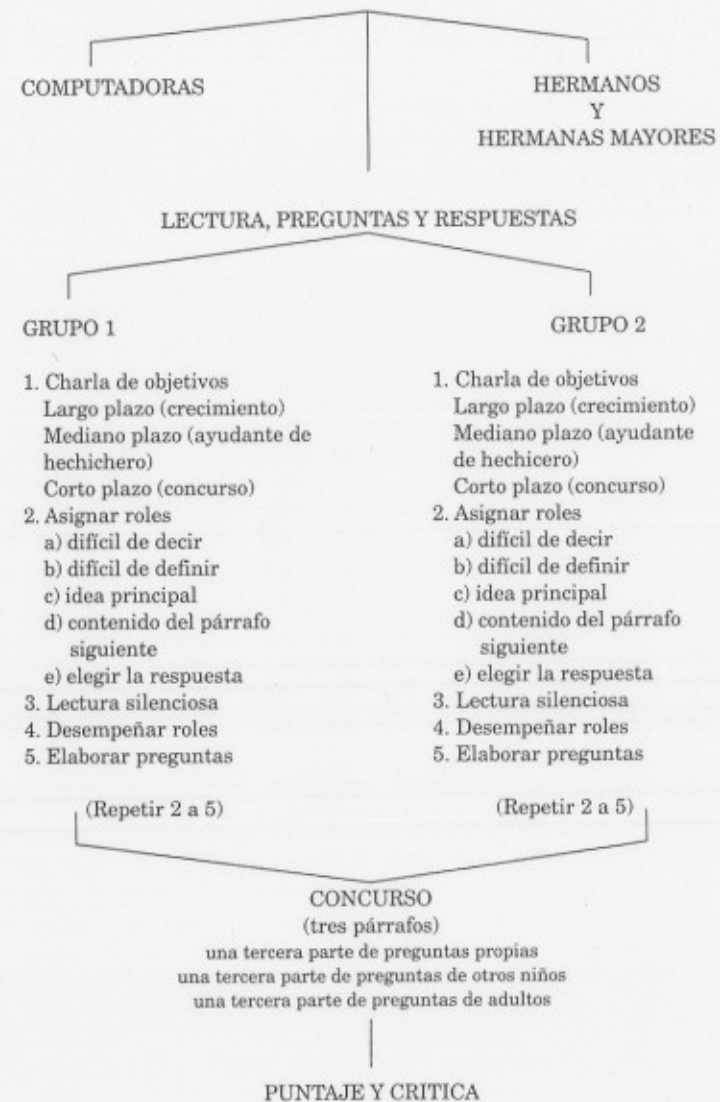 COMPUTADORAS
HERMANOS
Y
HERMANAS MAYORES
LECTURA, PREGUNTAS Y RESPUESTAS
GRUPO 1
1. Charla de objetivos
Largo plazo (crecimiento)
Mediano plazo (ayudante de
hechichero)
Corto plazo (concurso)
2. Asignar roles
a) difícil de decir
b) difícil de definir
c) idea principal
d) contenido del párrafo
siguiente
e) elegir la respuesta
3. Lectura silenciosa
4. Desempeñar roles
5. Elaborar preguntas
(Repetir 2 a 5)
GRUPO 2
1. Charla de objetivos
Largo plazo (crecimiento)
Mediano plazo (ayudante
de hechicero)
Corto plazo (concurso)
2. Asignar roles
a) difícil de decir
b) difícil de definir
c) idea principal
d) contenido del párrafo
siguiente
e) elegir la respuesta
3. Lectura silenciosa
4. Desempeñar roles
5. Elaborar preguntas
(Repetir 2 a 5)
CONCURSO
(tres párrafos)
una tercera parte de preguntas propias
una tercera parte de preguntas de otros niños
una tercera parte de preguntas de adultos
PUNTAJE Y CRITICA